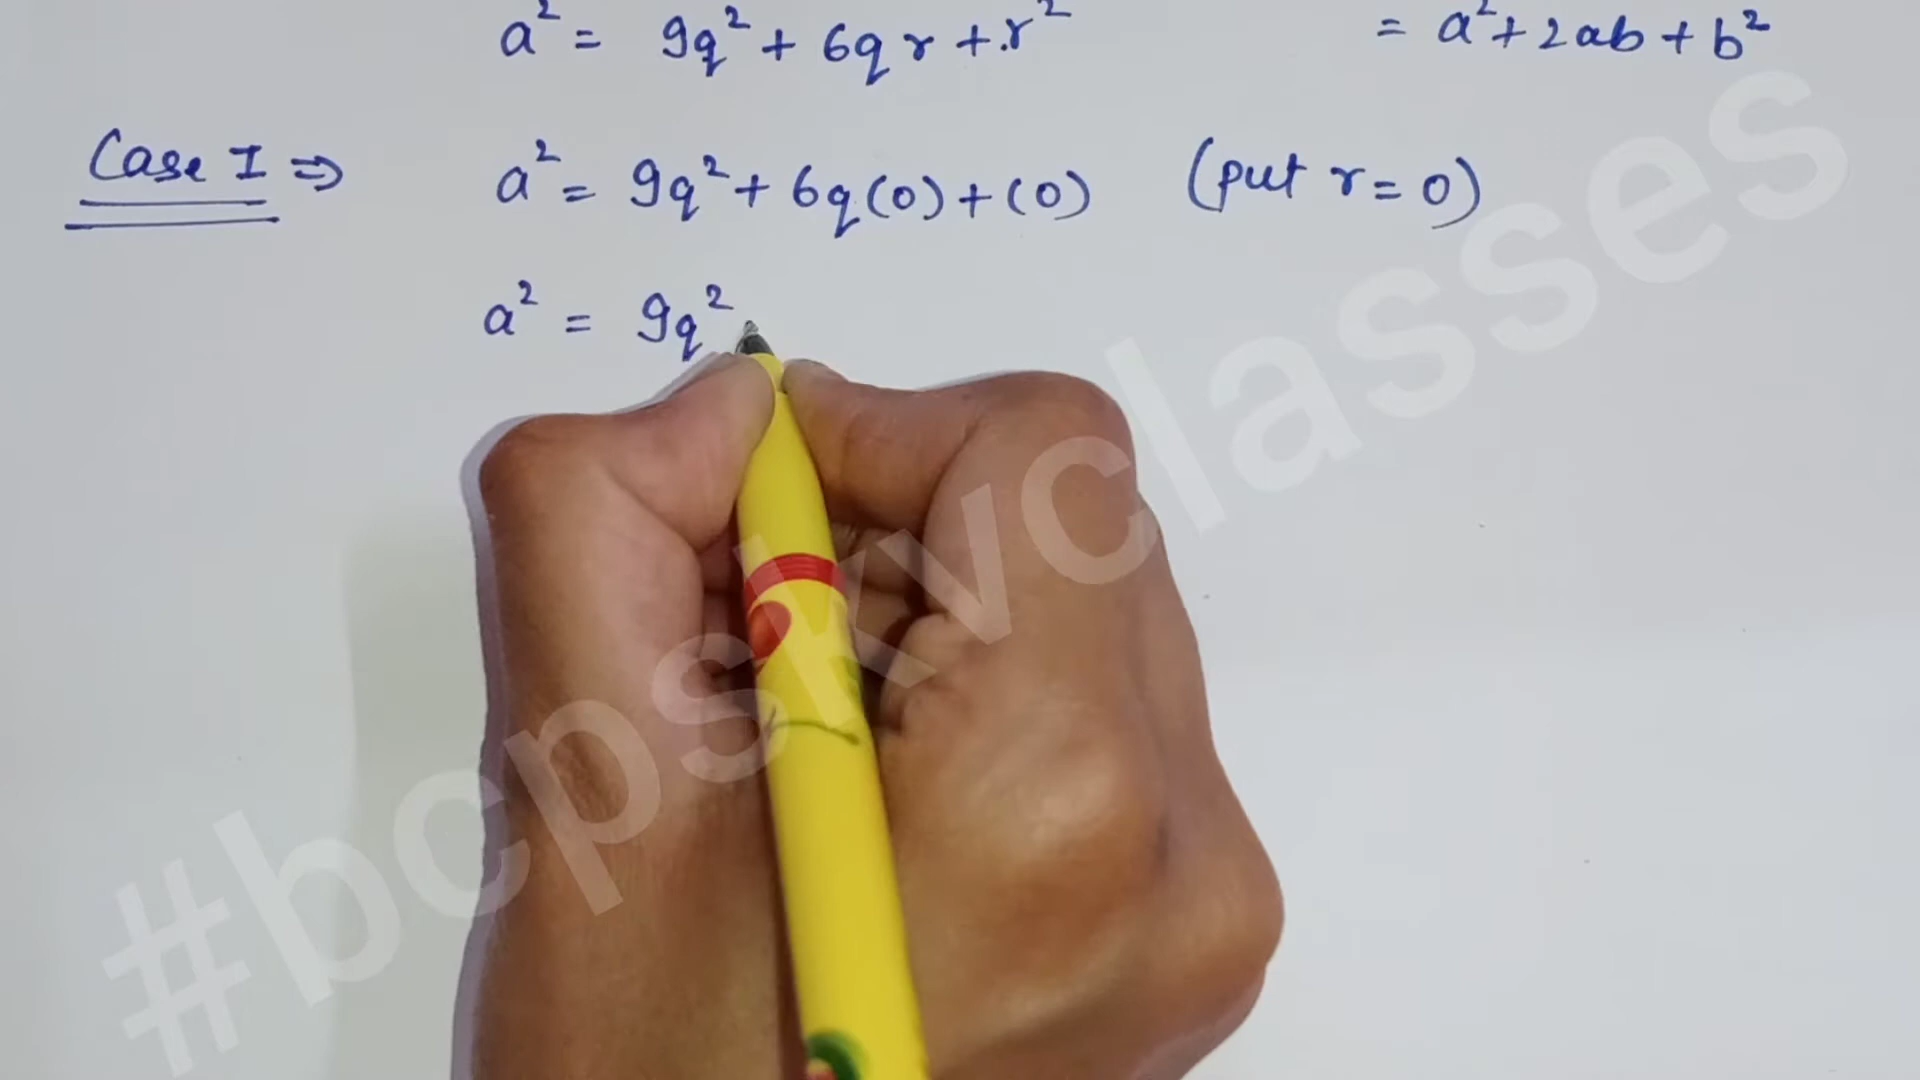 a² = 9q² + 6qr + r² = a² + 2ab + b²
Case I ⇒ a² = 9q² + 6q(0) + (0) (put r = 0)
a² = 9q²
#bcpskvclasses